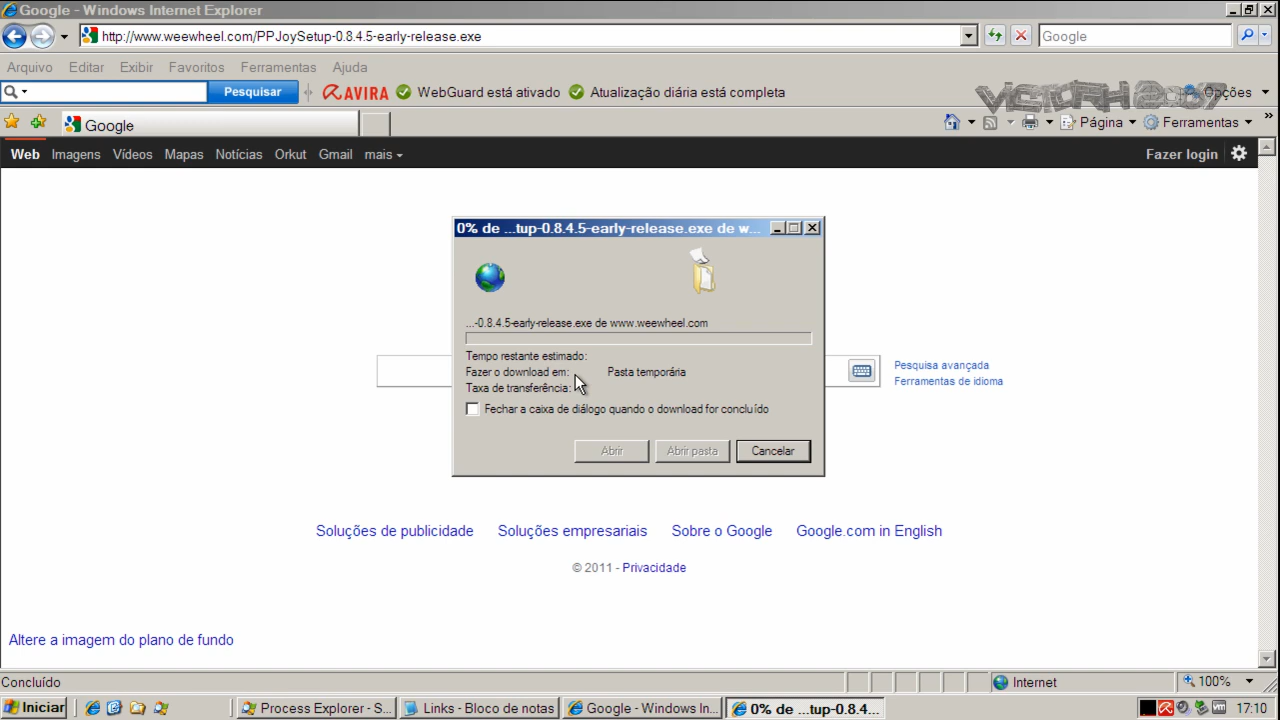 Google - Windows Internet Explorer
http://www.weewheel.com/PPJoySetup-0.8.4.5-early-release.exe
Google
Arquivo Editar Exibir Favoritos Ferramentas Ajuda
Pesquisar AVIRA WebGuard está ativado Atualização diária está completa Opções
Google
Página Ferramentas
Web Imagens Vídeos Mapas Notícias Orkut Gmail mais Fazer login
0% de ...tup-0.8.4.5-early-release.exe de w...
...-0.8.4.5-early-release.exe de www.weewheel.com
Tempo restante estimado:
Fazer o download em: Pasta temporária
Taxa de transferência:
Fechar a caixa de diálogo quando o download for concluído
Abrir Abrir pasta Cancelar
Pesquisa avançada
Ferramentas de idioma
Soluções de publicidade Soluções empresariais Sobre o Google Google.com in English
© 2011 - Privacidade
Altere a imagem do plano de fundo
Concluído Internet 100%
Iniciar Process Explorer - S... Links - Bloco de notas Google - Windows In... 0% de ...tup-0.8.4... 17:10